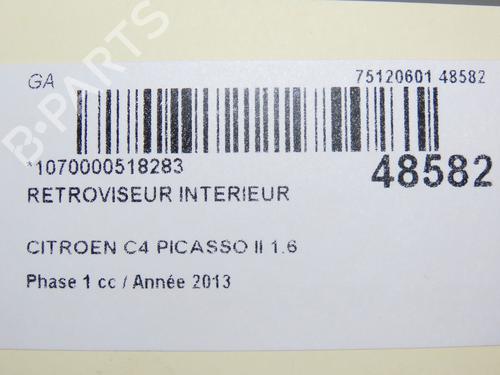 GA
75120601 48582
*1070000518283
48582
RETROVISEUR INTERIEUR
CITROEN C4 PICASSO II 1.6
Phase 1 cc / Année 2013
B-PARTS